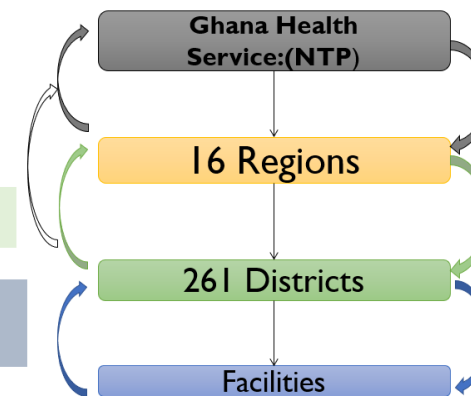 Ghana Health
Service:(NTP)
16 Regions
261 Districts
Facilities